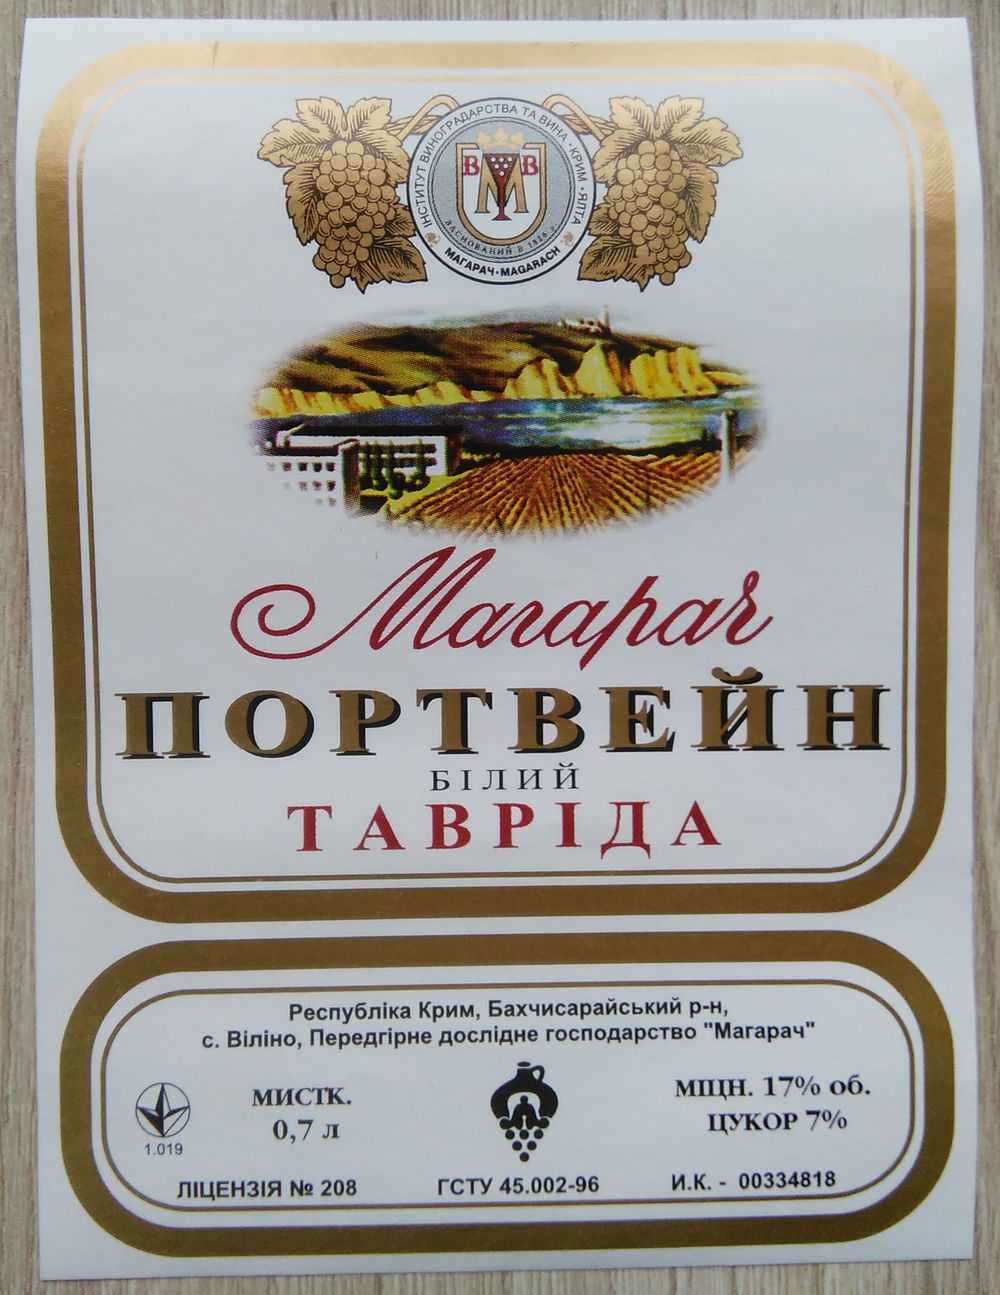 ІНСТИТУТ ВИНОГРАДАРСТВА ТА ВИНА · КРИМ · ЯЛТА
В М В
ЗАСНОВАНИЙ В 1828 р.
МАГАРАЧ · MAGARACH
Магарач
ПОРТВЕЙН
БІЛИЙ
ТАВРІДА
Республіка Крим, Бахчисарайський р-н,
с. Віліно, Передгірне дослідне господарство "Магарач"
МИСТК.
0,7 л
МІЦН. 17% об.
ЦУКОР 7%
1.019
ЛІЦЕНЗІЯ № 208
ГСТУ 45.002-96
И.К. - 00334818